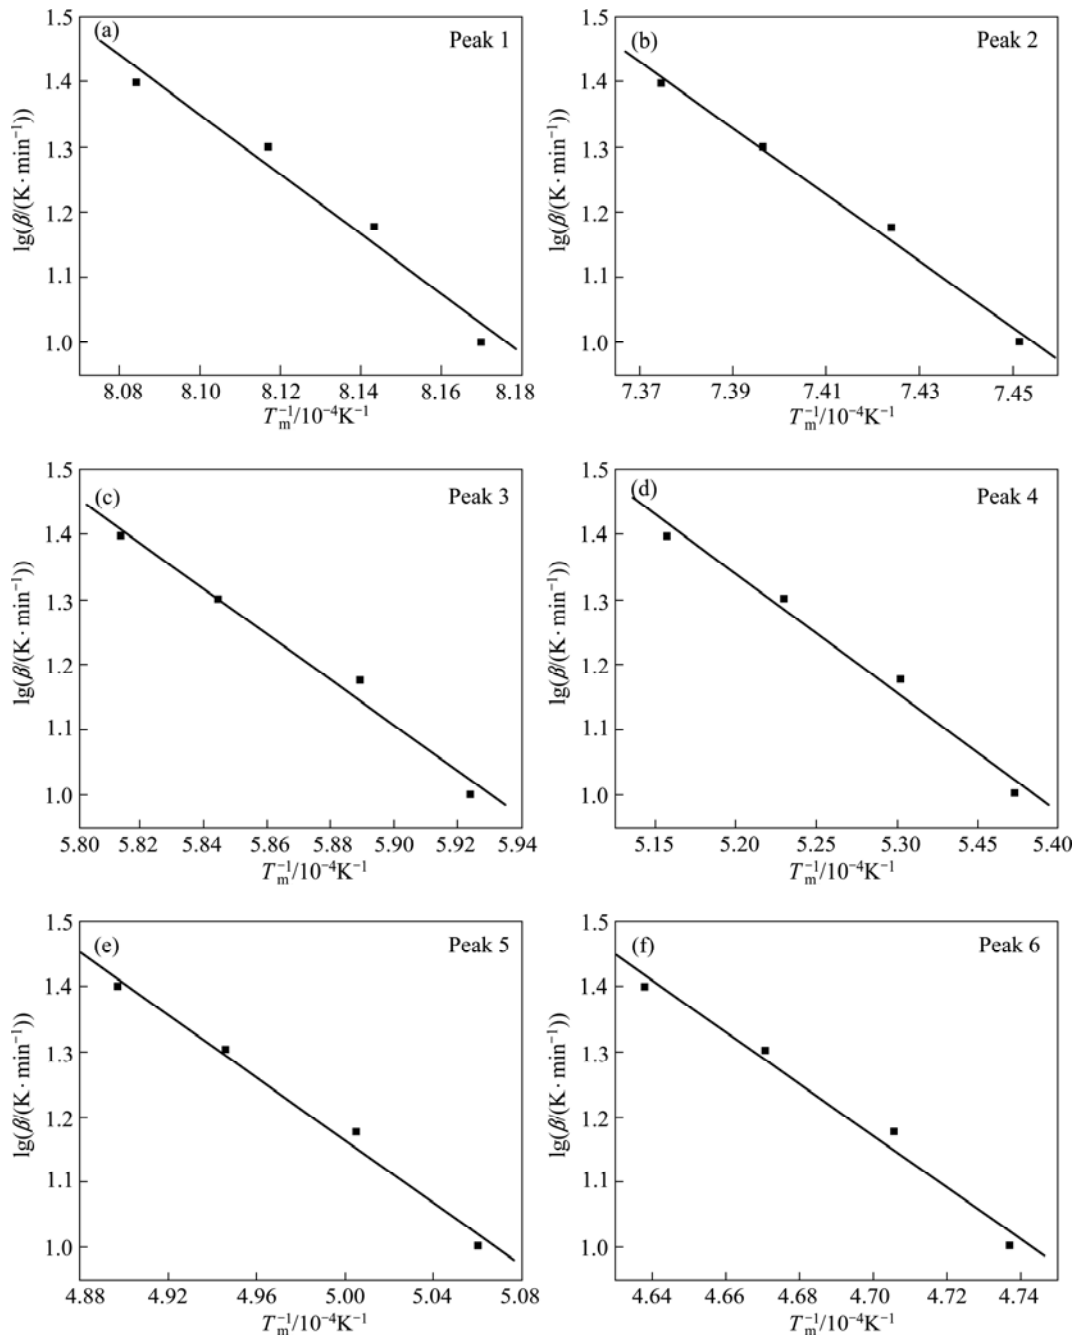 (a) Peak 1
1.5
1.4
1.3
1.2
1.1
1.0
lg(β/(K·min⁻¹))
8.08 8.10 8.12 8.14 8.16 8.18
T_m⁻¹/10⁻⁴K⁻¹
(b) Peak 2
1.5
1.4
1.3
1.2
1.1
1.0
lg(β/(K·min⁻¹))
7.37 7.39 7.41 7.43 7.45
T_m⁻¹/10⁻⁴K⁻¹
(c) Peak 3
1.5
1.4
1.3
1.2
1.1
1.0
lg(β/(K·min⁻¹))
5.80 5.82 5.84 5.86 5.90 5.92 5.94
T_m⁻¹/10⁻⁴K⁻¹
(d) Peak 4
1.5
1.4
1.3
1.2
1.1
1.0
lg(β/(K·min⁻¹))
5.15 5.20 5.25 5.30 5.45 5.40
T_m⁻¹/10⁻⁴K⁻¹
(e) Peak 5
1.5
1.4
1.3
1.2
1.1
1.0
lg(β/(K·min⁻¹))
4.88 4.92 4.96 5.00 5.04 5.08
T_m⁻¹/10⁻⁴K⁻¹
(f) Peak 6
1.5
1.4
1.3
1.2
1.1
1.0
lg(β/(K·min⁻¹))
4.64 4.66 4.68 4.70 4.72 4.74
T_m⁻¹/10⁻⁴K⁻¹